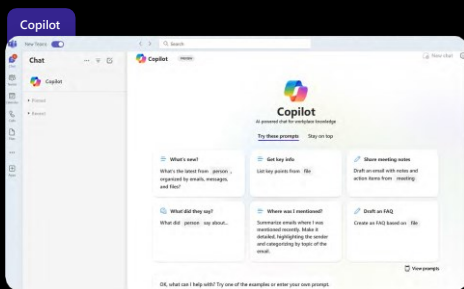 Copilot
New Teams
Search
Chat
Copilot
New chat
Copilot
Pinned
Recent
Copilot
AI-powered chat for workplace knowledge
Try these prompts Stay on top
What's new?
What's the latest from person ,
organized by emails, messages,
and files?
Get key info
List key points from file
Share meeting notes
Draft an email with notes and
action items from meeting
What did they say?
What did person say about...
Where was I mentioned?
Summarize emails where I was
mentioned recently. Make it
detailed, highlighting the sender
and categorizing by topic of the
email.
Draft an FAQ
Create an FAQ based on file
View prompts
OK, what can I help with? Try one of the examples or enter your own prompt.